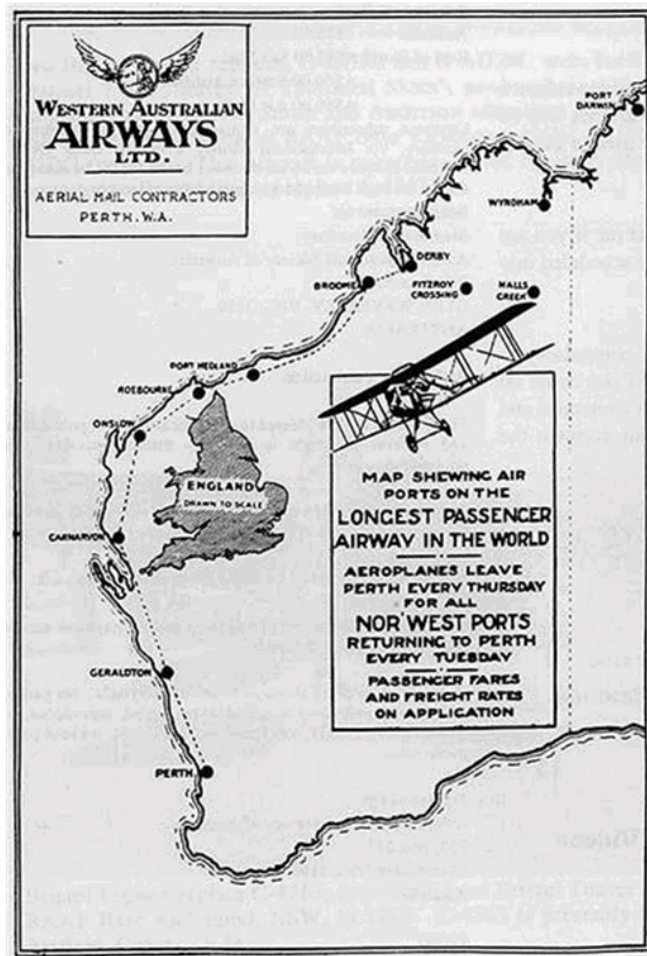 WESTERN AUSTRALIAN
AIRWAYS
LTD.
AERIAL MAIL CONTRACTORS
PERTH. W.A.
PORT
DARWIN
WYNDHAM
DERBY
BROOME
FITZROY
CROSSING
HALLS
CREEK
PORT HEDLAND
ROEBOURNE
ONSLOW
ENGLAND
DRAWN TO SCALE
CARNARVON
GERALDTON
PERTH
MAP SHEWING AIR
PORTS ON THE
LONGEST PASSENGER
AIRWAY IN THE WORLD
AEROPLANES LEAVE
PERTH EVERY THURSDAY
FOR ALL
NOR' WEST PORTS
RETURNING TO PERTH
EVERY TUESDAY
PASSENGER FARES
AND FREIGHT RATES
ON APPLICATION